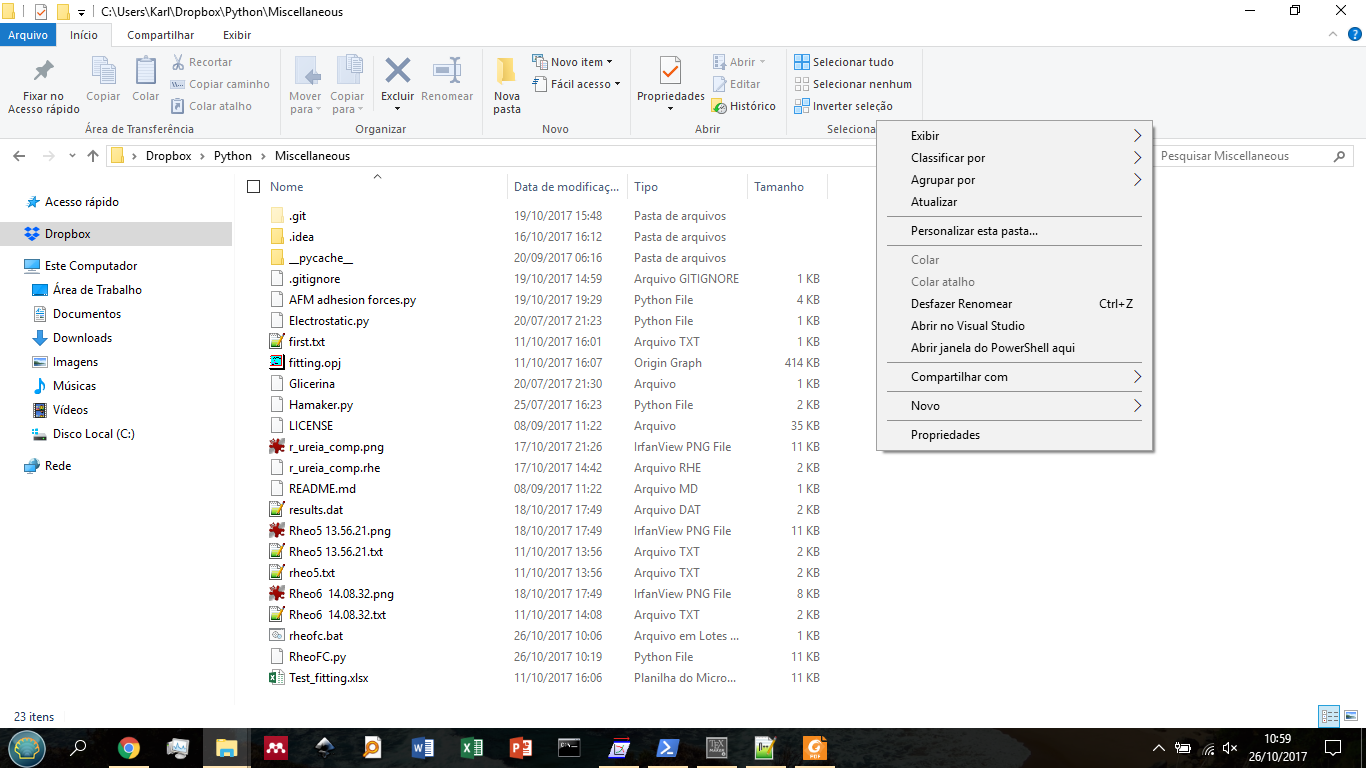 C:\Users\Karl\Dropbox\Python\Miscellaneous
Arquivo Início Compartilhar Exibir
Fixar no Acesso rápido
Copiar
Colar
Recortar
Copiar caminho
Colar atalho
Área de Transferência
Mover para
Copiar para
Excluir
Renomear
Organizar
Nova pasta
Novo item
Fácil acesso
Novo
Propriedades
Abrir
Editar
Histórico
Abrir
Selecionar tudo
Selecionar nenhum
Inverter seleção
Seleciona
Dropbox Python Miscellaneous
Pesquisar Miscellaneous
Acesso rápido
Dropbox
Este Computador
Área de Trabalho
Documentos
Downloads
Imagens
Músicas
Vídeos
Disco Local (C:)
Rede
Nome Data de modificaç... Tipo Tamanho
.git 19/10/2017 15:48 Pasta de arquivos
.idea 16/10/2017 16:12 Pasta de arquivos
__pycache__ 20/09/2017 06:16 Pasta de arquivos
.gitignore 19/10/2017 14:59 Arquivo GITIGNORE 1 KB
AFM adhesion forces.py 19/10/2017 19:29 Python File 4 KB
Electrostatic.py 20/07/2017 21:23 Python File 1 KB
first.txt 11/10/2017 16:01 Arquivo TXT 1 KB
fitting.opj 11/10/2017 16:07 Origin Graph 414 KB
Glicerina 20/07/2017 21:30 Arquivo 1 KB
Hamaker.py 25/07/2017 16:23 Python File 2 KB
LICENSE 08/09/2017 11:22 Arquivo 35 KB
r_ureia_comp.png 17/10/2017 21:26 IrfanView PNG File 11 KB
r_ureia_comp.rhe 17/10/2017 14:42 Arquivo RHE 2 KB
README.md 08/09/2017 11:22 Arquivo MD 1 KB
results.dat 18/10/2017 17:49 Arquivo DAT 2 KB
Rheo5 13.56.21.png 18/10/2017 17:49 IrfanView PNG File 11 KB
Rheo5 13.56.21.txt 11/10/2017 13:56 Arquivo TXT 2 KB
rheo5.txt 11/10/2017 13:56 Arquivo TXT 2 KB
Rheo6 14.08.32.png 18/10/2017 17:49 IrfanView PNG File 8 KB
Rheo6 14.08.32.txt 11/10/2017 14:08 Arquivo TXT 2 KB
rheofc.bat 26/10/2017 10:06 Arquivo em Lotes ... 1 KB
RheoFC.py 26/10/2017 10:19 Python File 11 KB
Test_fitting.xlsx 11/10/2017 16:06 Planilha do Micro... 11 KB
Exibir
Classificar por
Agrupar por
Atualizar
Personalizar esta pasta...
Colar
Colar atalho
Desfazer Renomear Ctrl+Z
Abrir no Visual Studio
Abrir janela do PowerShell aqui
Compartilhar com
Novo
Propriedades
23 itens
10:59
26/10/2017